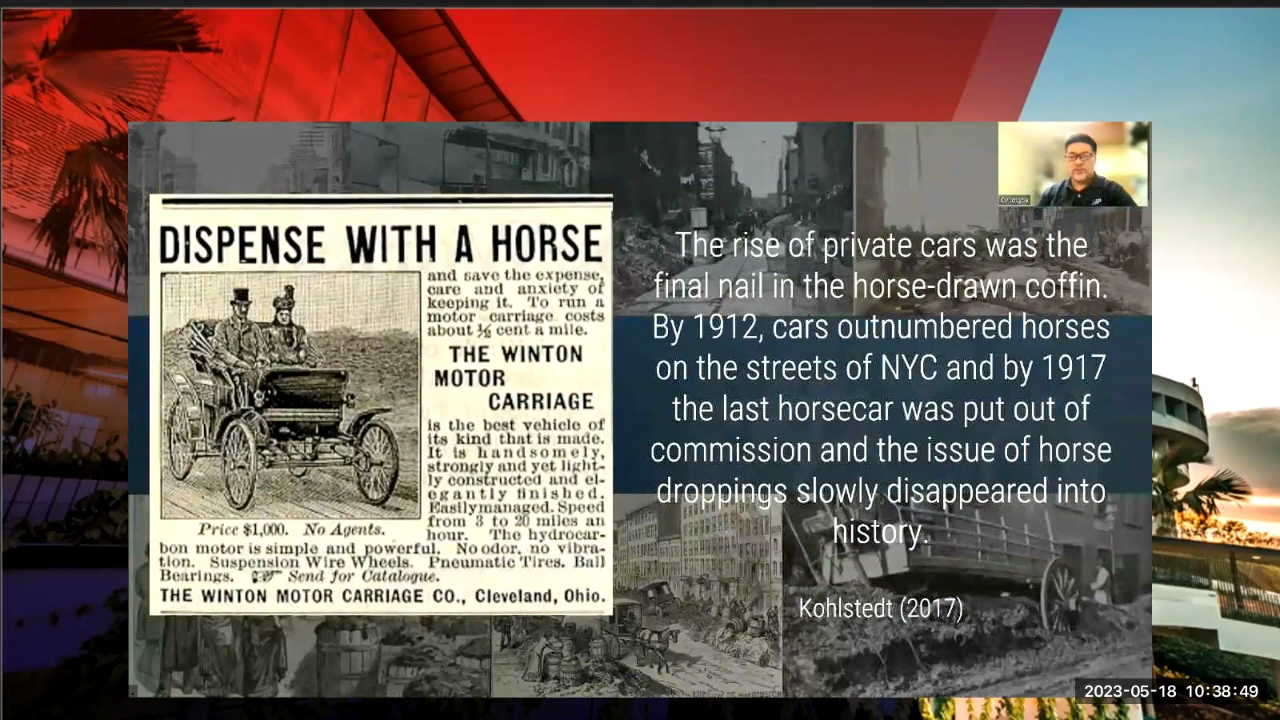 DISPENSE WITH A HORSE
and save the expense,
care and anxiety of
keeping it. To run a
motor carriage costs
about ½ cent a mile.
THE WINTON
MOTOR
CARRIAGE
is the best vehicle of
its kind that is made.
It is handsomely,
strongly and yet light-
ly constructed and el-
egantly finished.
Easily managed. Speed
from 3 to 20 miles an
hour. The hydrocar-
Price $1,000. No Agents.
bon motor is simple and powerful. No odor, no vibra-
tion. Suspension Wire Wheels. Pneumatic Tires. Ball
Bearings. ☞ Send for Catalogue.
THE WINTON MOTOR CARRIAGE CO., Cleveland, Ohio.
The rise of private cars was the
final nail in the horse-drawn coffin.
By 1912, cars outnumbered horses
on the streets of NYC and by 1917
the last horsecar was put out of
commission and the issue of horse
droppings slowly disappeared into
history.
Kohlstedt (2017)
2023-05-18 10:38:49